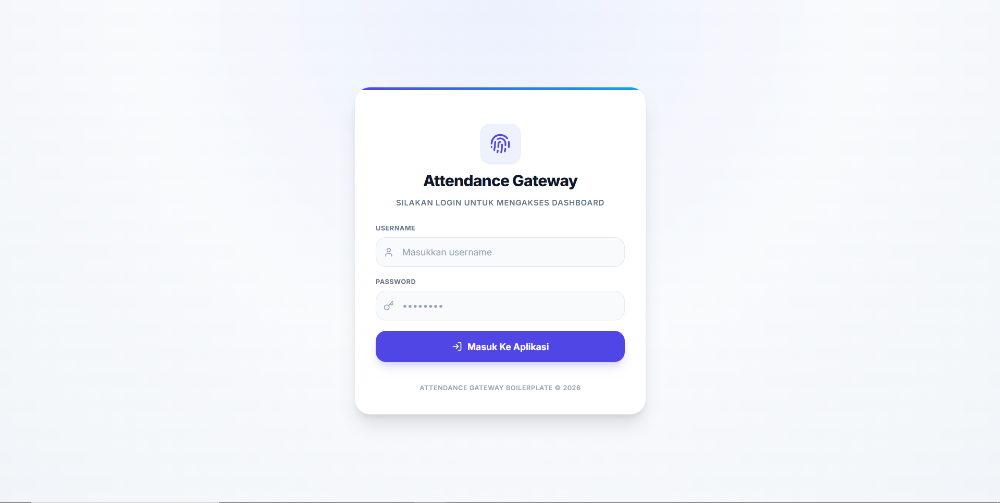 Attendance Gateway
SILAKAN LOGIN UNTUK MENGAKSES DASHBOARD
USERNAME
Masukkan username
PASSWORD
••••••••
Masuk Ke Aplikasi
ATTENDANCE GATEWAY BOILERPLATE © 2026